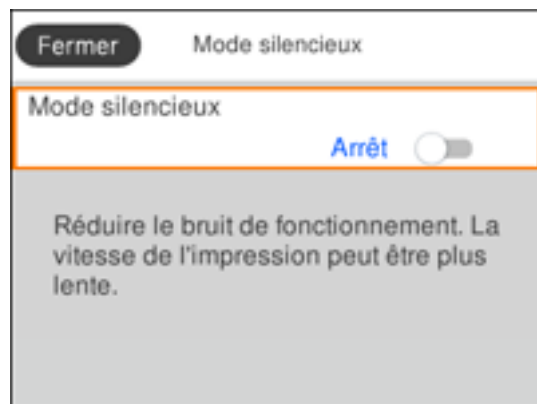 Fermer Mode silencieux
Mode silencieux
Arrêt
Réduire le bruit de fonctionnement. La
vitesse de l'impression peut être plus
lente.